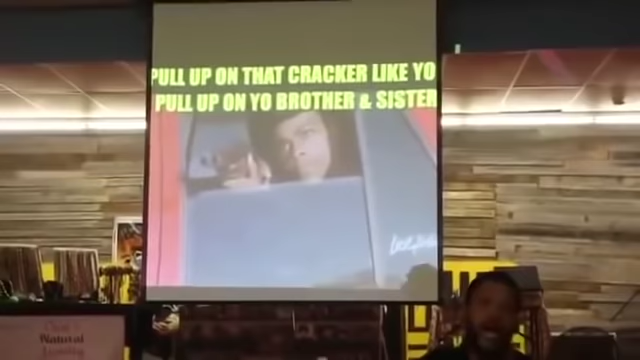 PULL UP ON THAT CRACKER LIKE YO
PULL UP ON YO BROTHER & SISTER
Natural